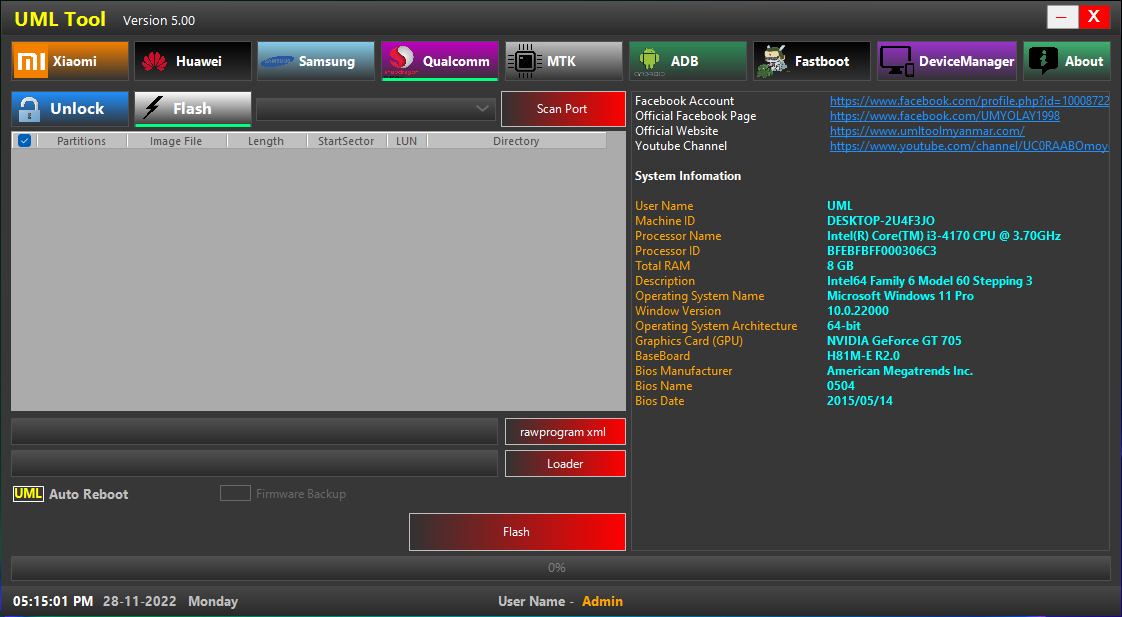 UML Tool Version 5.00
Xiaomi Huawei SAMSUNG Samsung snapdragon Qualcomm MTK ANDROID ADB Fastboot DeviceManager About
Unlock Flash Scan Port
Partitions Image File Length StartSector LUN Directory
rawprogram xml
Loader
UML Auto Reboot Firmware Backup
Flash
Facebook Account https://www.facebook.com/profile.php?id=10008722
Official Facebook Page https://www.facebook.com/UMYOLAY1998
Official Website https://www.umltoolmyanmar.com/
Youtube Channel https://www.youtube.com/channel/UC0RAABOmoy
System Infomation
User Name UML
Machine ID DESKTOP-2U4F3JO
Processor Name Intel(R) Core(TM) i3-4170 CPU @ 3.70GHz
Processor ID BFEBFBFF000306C3
Total RAM 8 GB
Description Intel64 Family 6 Model 60 Stepping 3
Operating System Name Microsoft Windows 11 Pro
Window Version 10.0.22000
Operating System Architecture 64-bit
Graphics Card (GPU) NVIDIA GeForce GT 705
BaseBoard H81M-E R2.0
Bios Manufacturer American Megatrends Inc.
Bios Name 0504
Bios Date 2015/05/14
0%
05:15:01 PM 28-11-2022 Monday User Name - Admin